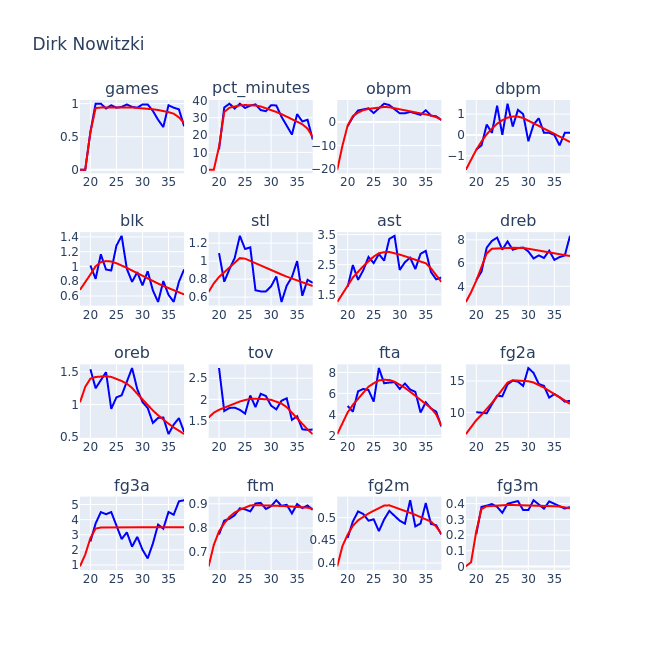 Dirk Nowitzki
games
pct_minutes
obpm
dbpm
1
0.5
0
20 25 30 35
40
30
20
10
0
20 25 30 35
0
−10
−20
20 25 30 35
1
0
−1
20 25 30 35
blk
stl
ast
dreb
1.4
1.2
1
0.8
0.6
20 25 30 35
1.2
1
0.8
0.6
20 25 30 35
3.5
3
2.5
2
1.5
20 25 30 35
8
6
4
20 25 30 35
oreb
tov
fta
fg2a
1.5
1
0.5
20 25 30 35
2.5
2
1.5
20 25 30 35
8
6
4
2
20 25 30 35
15
10
20 25 30 35
fg3a
ftm
fg2m
fg3m
5
4
3
2
1
20 25 30 35
0.9
0.8
0.7
20 25 30 35
0.5
0.45
0.4
20 25 30 35
0.4
0.3
0.2
0.1
0
20 25 30 35